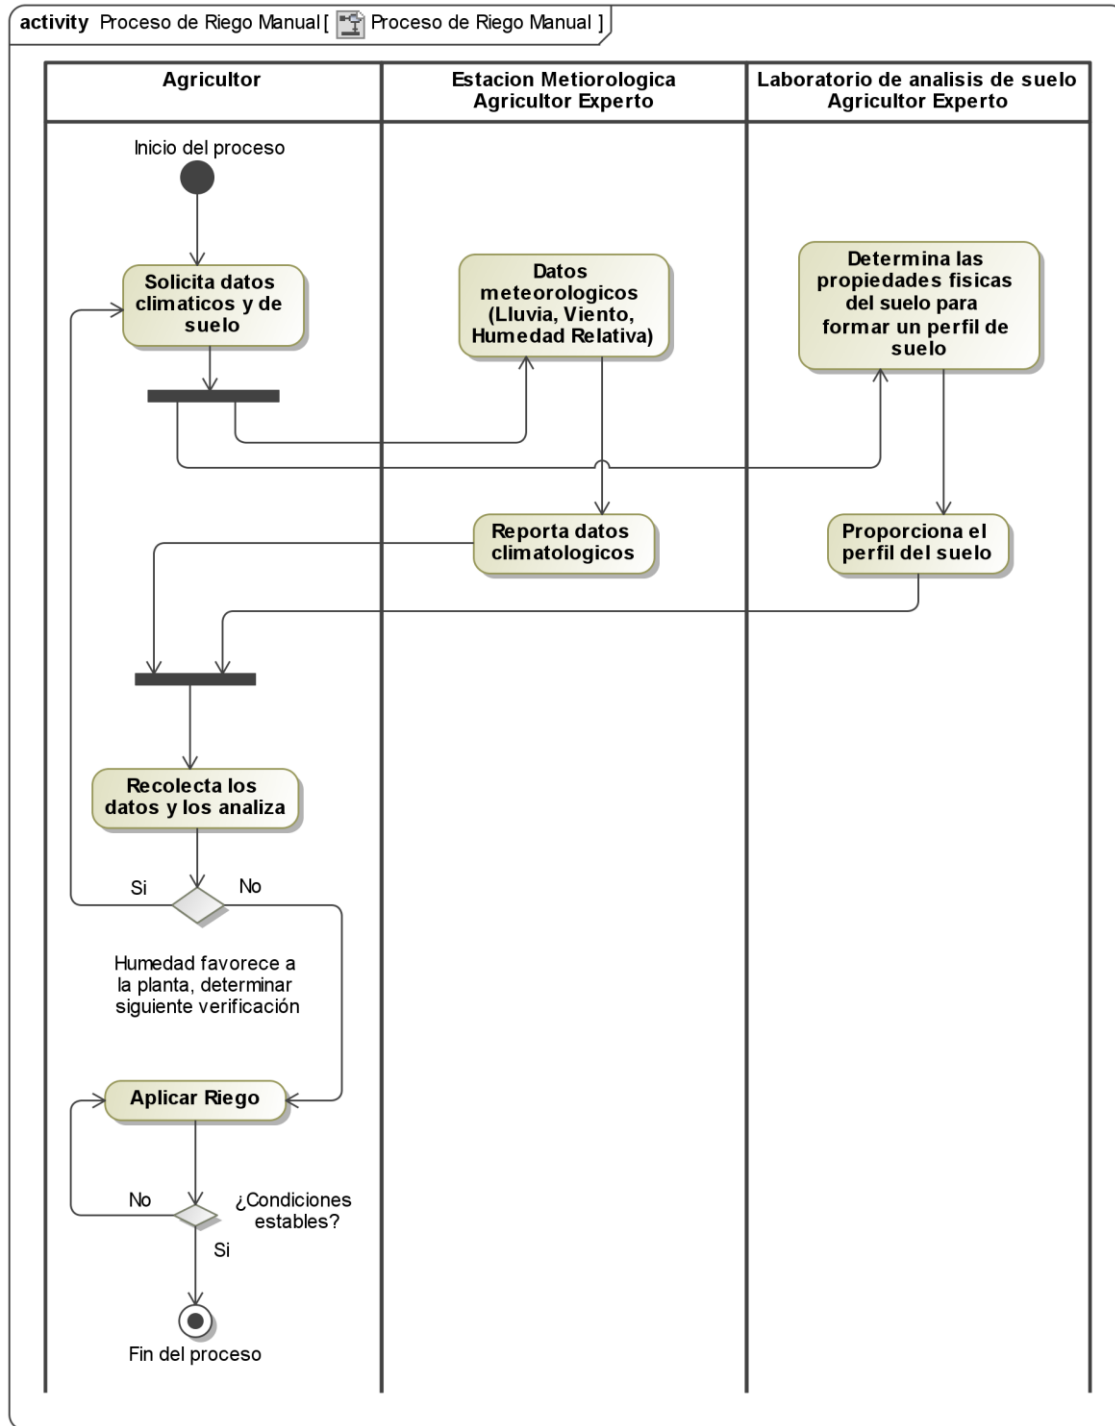 activity Proceso de Riego Manual [ Proceso de Riego Manual ]
Agricultor
Estacion Metiorologica
Agricultor Experto
Laboratorio de analisis de suelo
Agricultor Experto
Inicio del proceso
Solicita datos
climaticos y de
suelo
Datos
meteorologicos
(Lluvia, Viento,
Humedad Relativa)
Determina las
propiedades fisicas
del suelo para
formar un perfil de
suelo
Reporta datos
climatologicos
Proporciona el
perfil del suelo
Recolecta los
datos y los analiza
Si
No
Humedad favorece a
la planta, determinar
siguiente verificación
Aplicar Riego
No
¿Condiciones
estables?
Si
Fin del proceso